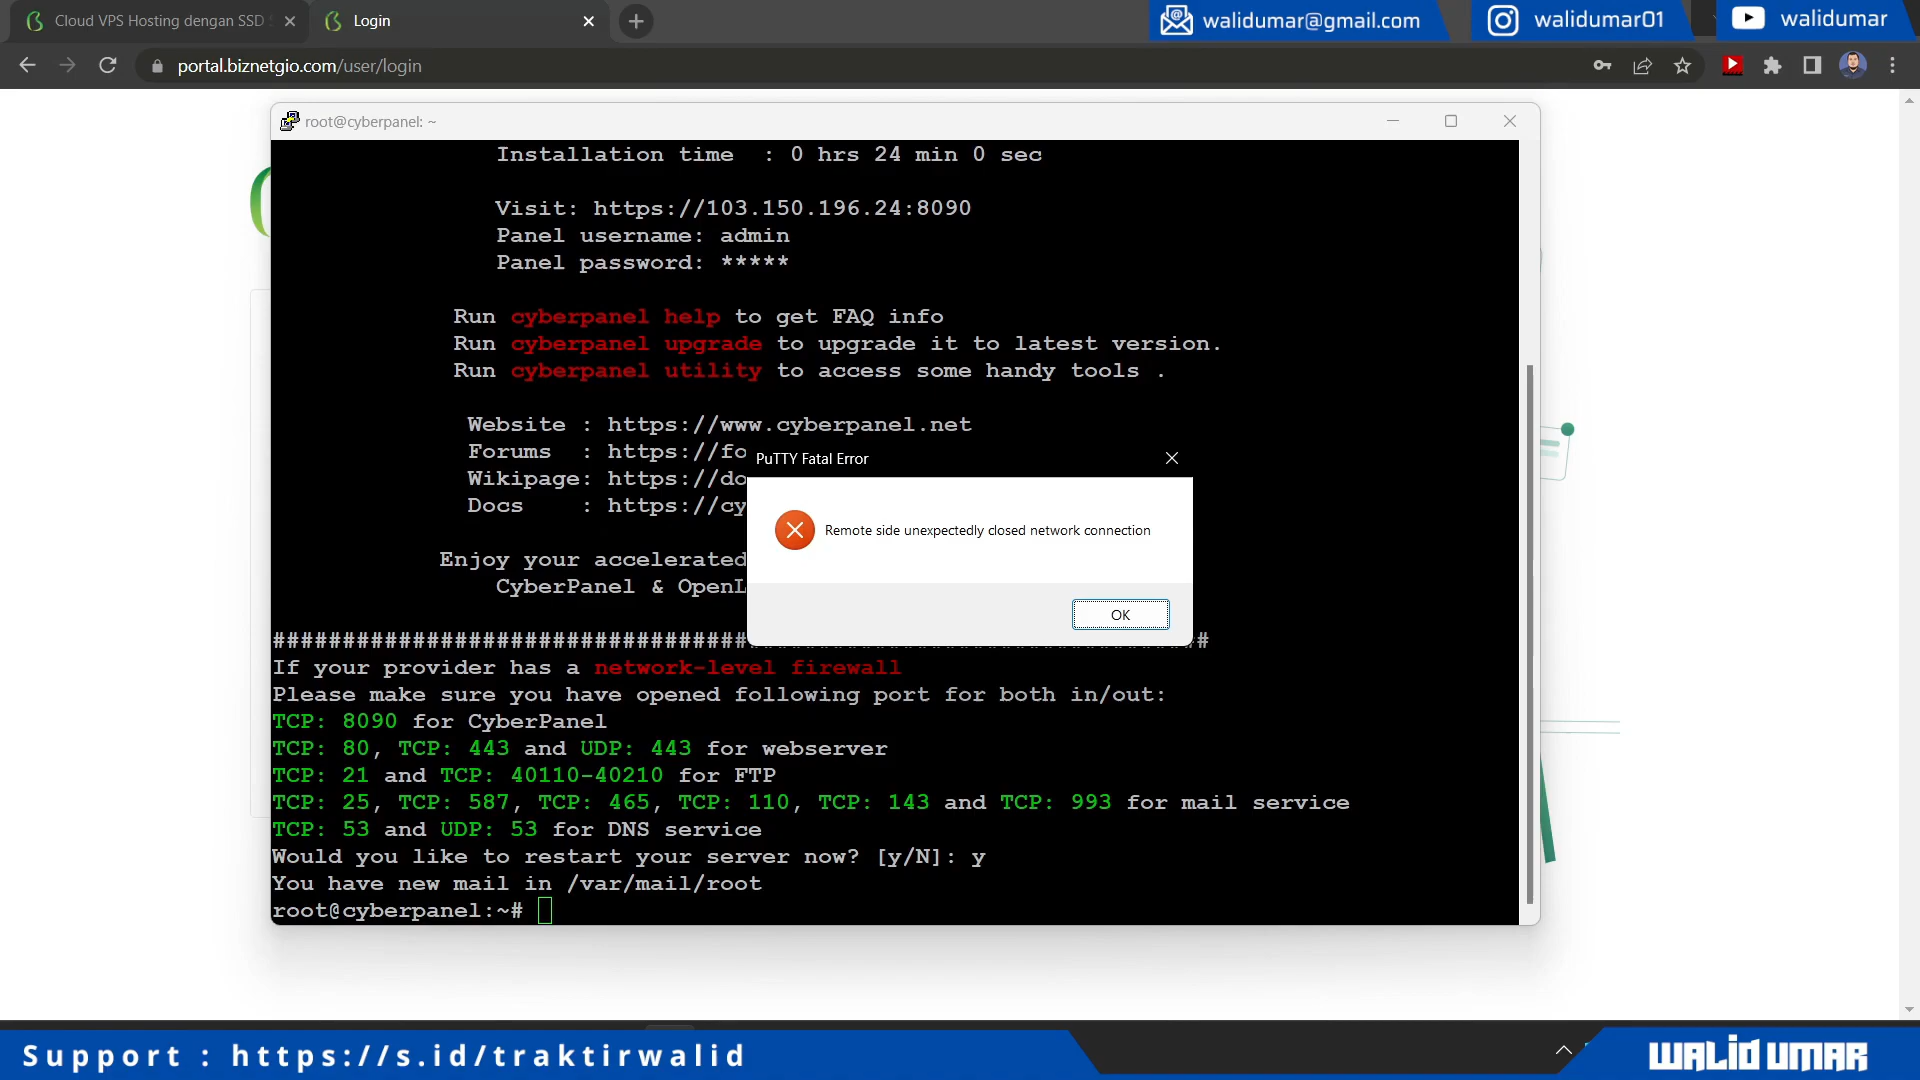 Cloud VPS Hosting dengan SSD
Login
walidumar@gmail.com
walidumar01
walidumar
portal.biznetgio.com/user/login
root@cyberpanel: ~
Installation time : 0 hrs 24 min 0 sec
Visit: https://103.150.196.24:8090
Panel username: admin
Panel password: *****
Run cyberpanel help to get FAQ info
Run cyberpanel upgrade to upgrade it to latest version.
Run cyberpanel utility to access some handy tools .
Website : https://www.cyberpanel.net
Forums : https://fo
Wikipage: https://do
Docs : https://cy
PuTTY Fatal Error
Remote side unexpectedly closed network connection
OK
Enjoy your accelerated
CyberPanel & OpenL
If your provider has a network-level firewall
Please make sure you have opened following port for both in/out:
TCP: 8090 for CyberPanel
TCP: 80, TCP: 443 and UDP: 443 for webserver
TCP: 21 and TCP: 40110-40210 for FTP
TCP: 25, TCP: 587, TCP: 465, TCP: 110, TCP: 143 and TCP: 993 for mail service
TCP: 53 and UDP: 53 for DNS service
Would you like to restart your server now? [y/N]: y
You have new mail in /var/mail/root
root@cyberpanel:~#
Support : https://s.id/traktirwalid
WALID UMAR